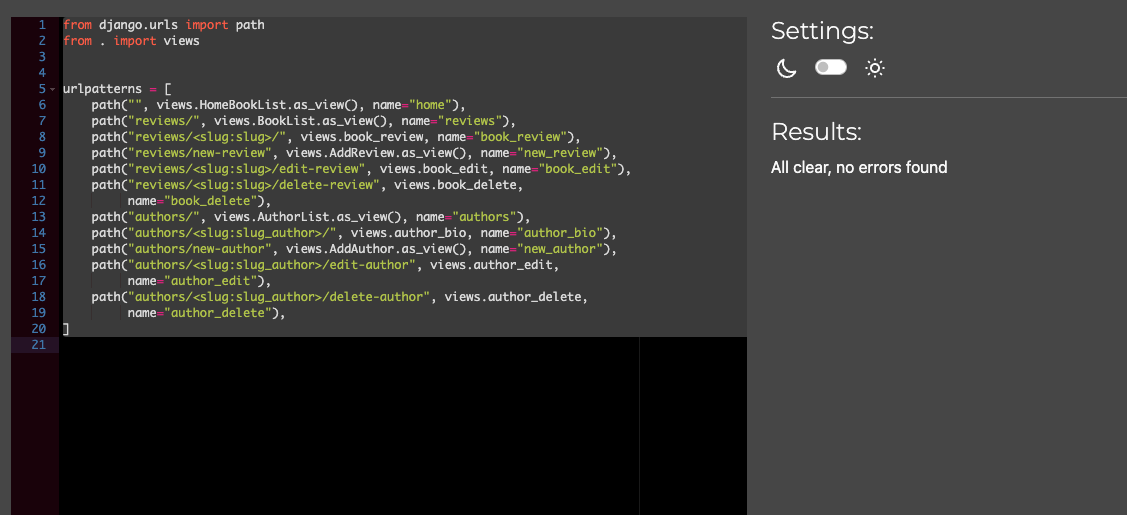 1 from django.urls import path
2 from . import views
3
4
5 urlpatterns = [
6     path("", views.HomeBookList.as_view(), name="home"),
7     path("reviews/", views.BookList.as_view(), name="reviews"),
8     path("reviews/<slug:slug>/", views.book_review, name="book_review"),
9     path("reviews/new-review", views.AddReview.as_view(), name="new_review"),
10     path("reviews/<slug:slug>/edit-review", views.book_edit, name="book_edit"),
11     path("reviews/<slug:slug>/delete-review", views.book_delete,
12          name="book_delete"),
13     path("authors/", views.AuthorList.as_view(), name="authors"),
14     path("authors/<slug:slug_author>/", views.author_bio, name="author_bio"),
15     path("authors/new-author", views.AddAuthor.as_view(), name="new_author"),
16     path("authors/<slug:slug_author>/edit-author", views.author_edit,
17          name="author_edit"),
18     path("authors/<slug:slug_author>/delete-author", views.author_delete,
19          name="author_delete"),
20 ]
21
Settings:
Results:
All clear, no errors found